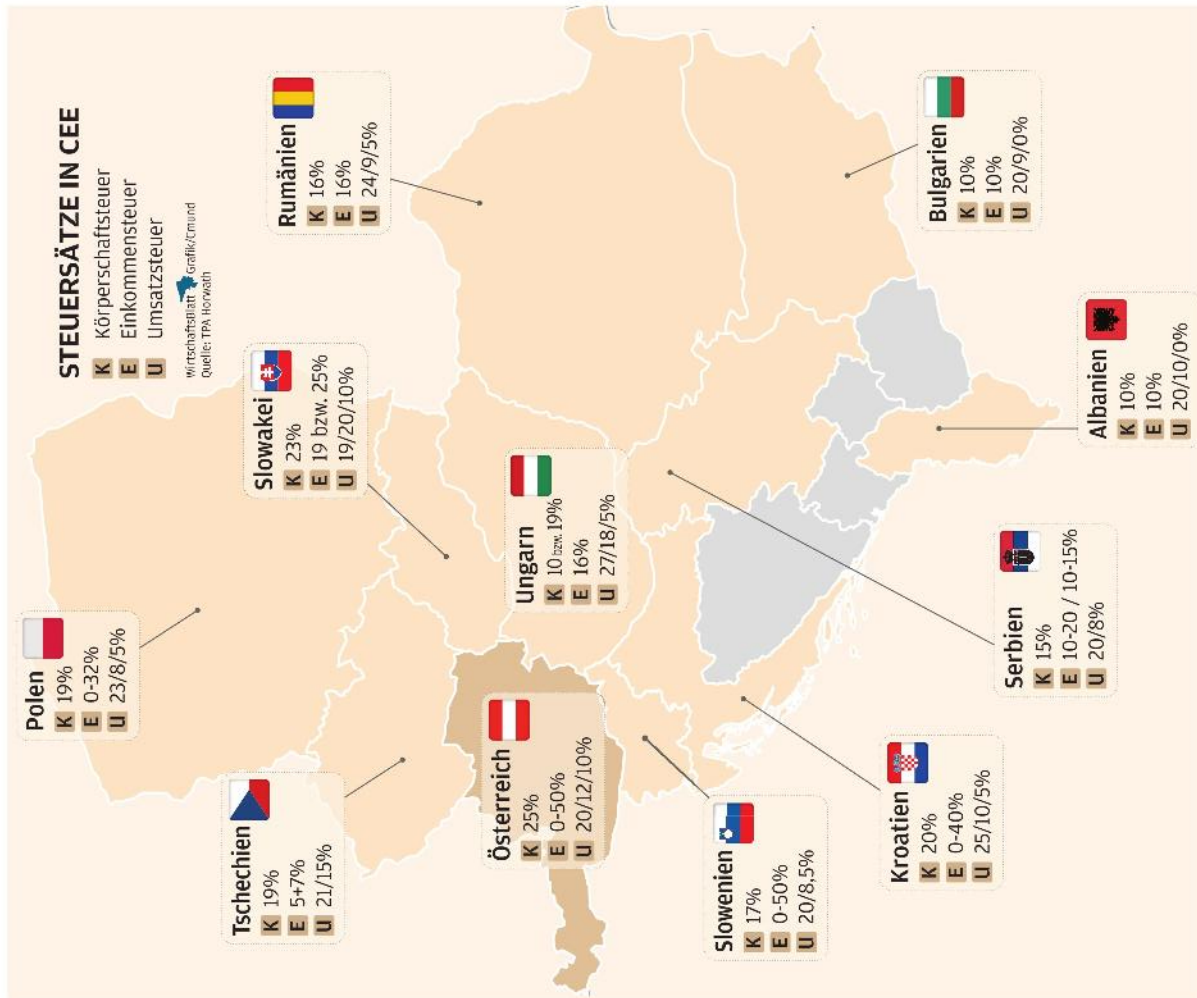 STEUERSÄTZE IN CEE
K Körperschaftsteuer
E Einkommensteuer
U Umsatzsteuer
WirtschaftsBlatt Grafik/Cmund
Quelle: TPA Horwath
Polen
K 19%
E 0-32%
U 23/8/5%
Tschechien
K 19%
E 5+7%
U 21/15%
Slowakei
K 23%
E 19 bzw. 25%
U 19/20/10%
Rumänien
K 16%
E 16%
U 24/9/5%
Österreich
K 25%
E 0-50%
U 20/12/10%
Ungarn
K 10 bzw. 19%
E 16%
U 27/18/5%
Slowenien
K 17%
E 0-50%
U 20/8,5%
Kroatien
K 20%
E 0-40%
U 25/10/5%
Serbien
K 15%
E 10-20 / 10-15%
U 20/8%
Albanien
K 10%
E 10%
U 20/10/0%
Bulgarien
K 10%
E 10%
U 20/9/0%